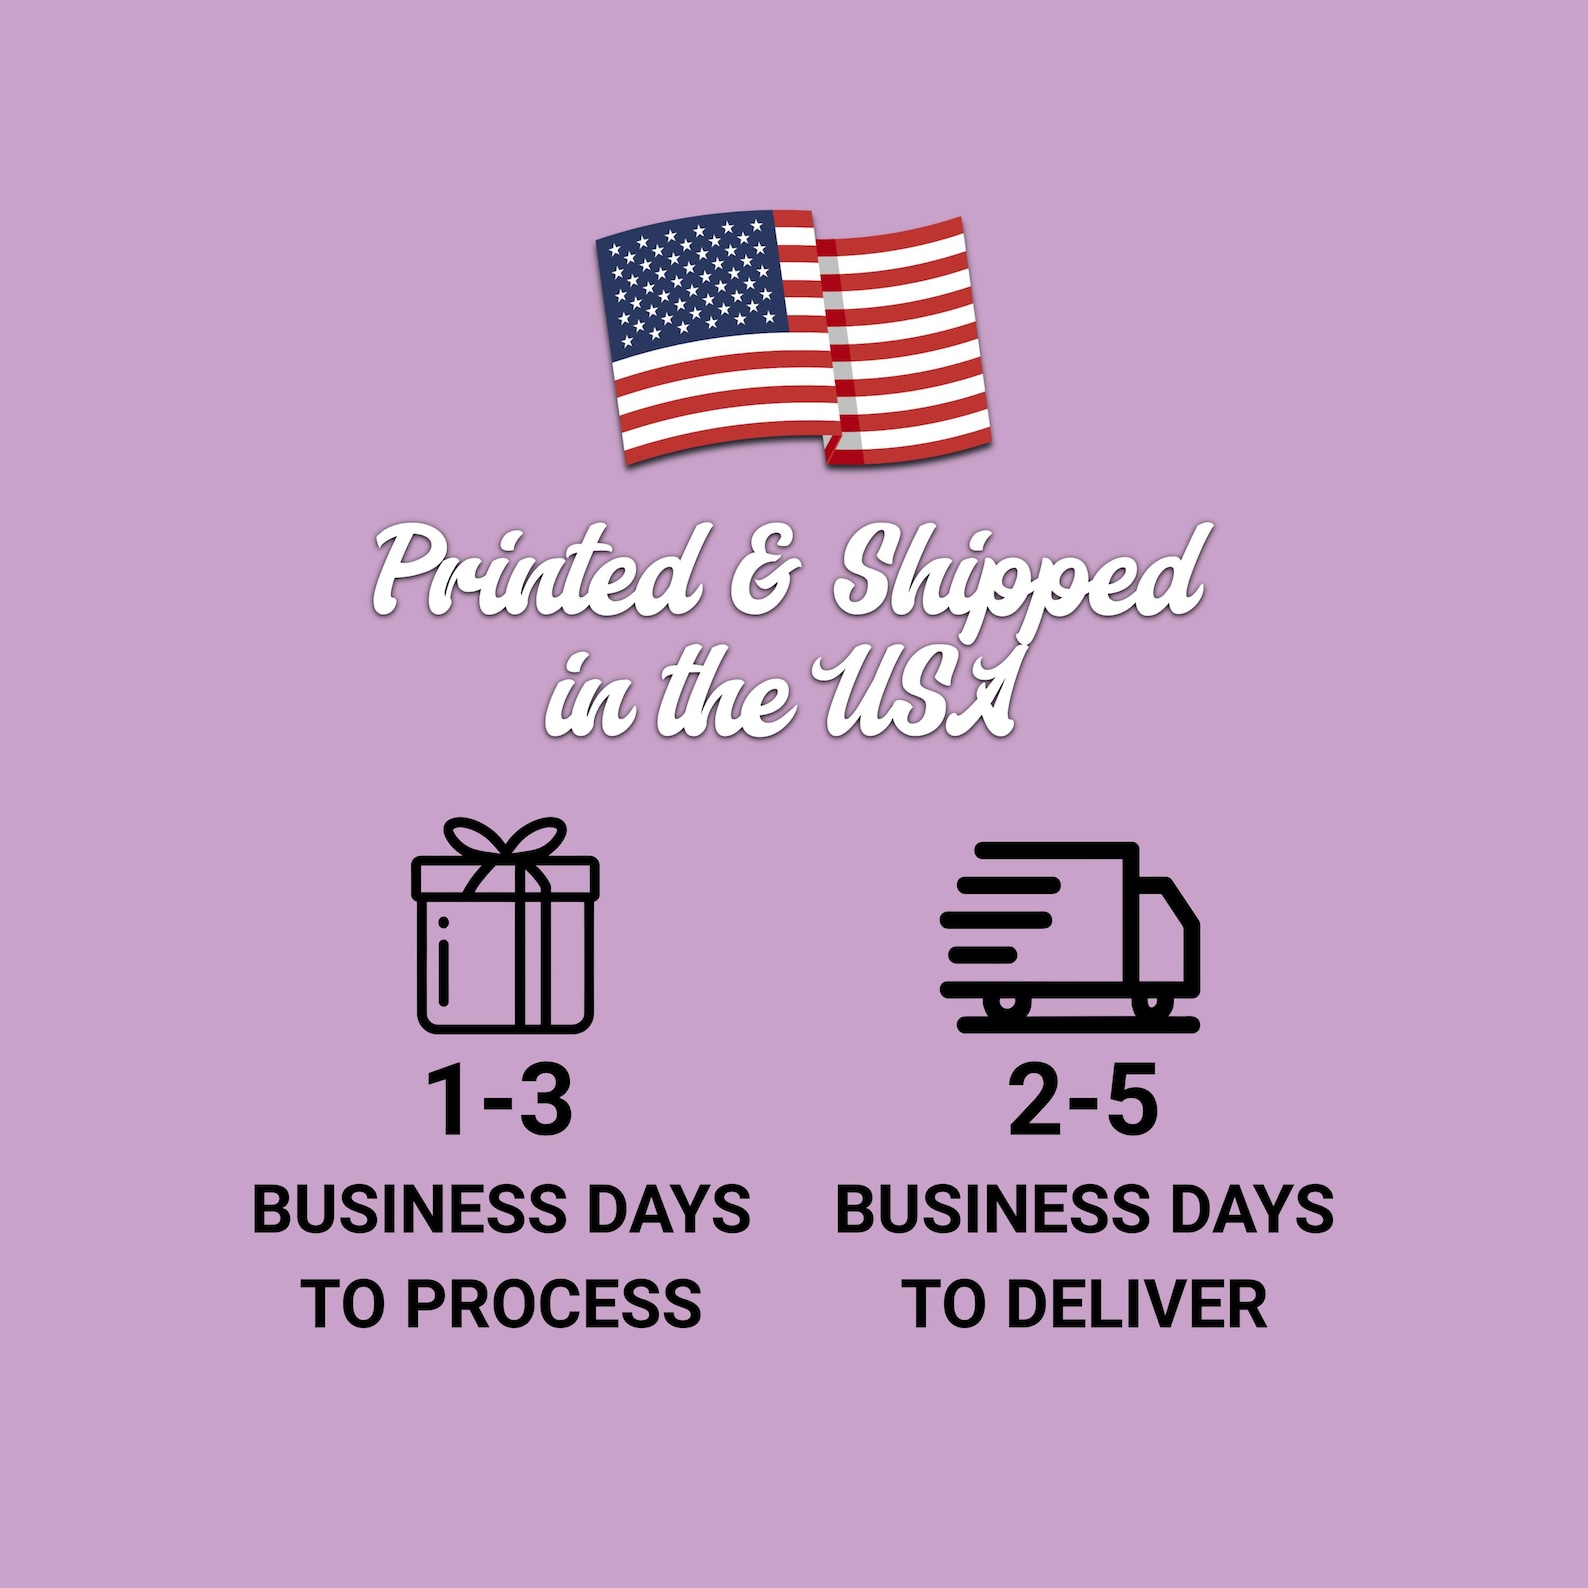 Printed & Shipped
in the USA
1-3
BUSINESS DAYS
TO PROCESS
2-5
BUSINESS DAYS
TO DELIVER